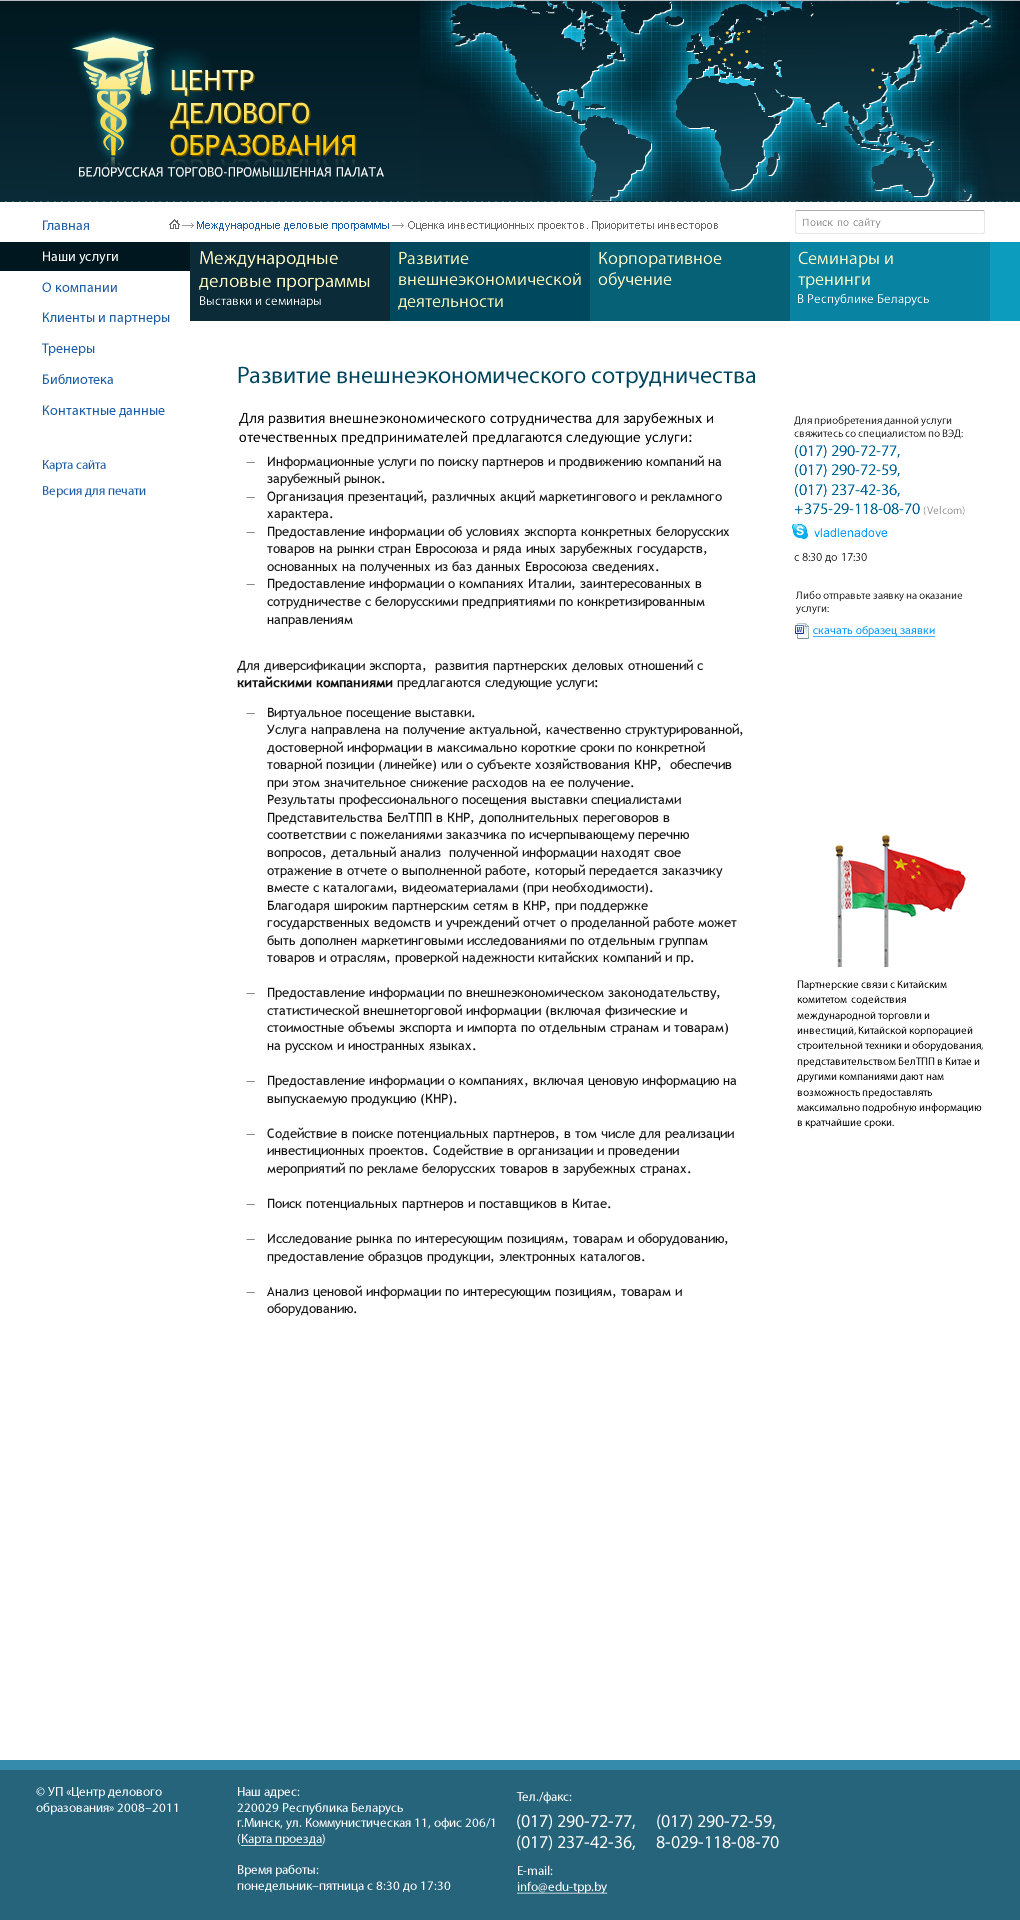 ЦЕНТР
ДЕЛОВОГО
ОБРАЗОВАНИЯ
БЕЛОРУССКАЯ ТОРГОВО-ПРОМЫШЛЕННАЯ ПАЛАТА
Международные деловые программы → Оценка инвестиционных проектов. Приоритеты инвесторов
Поиск по сайту
Главная
Наши услуги
О компании
Клиенты и партнеры
Тренеры
Библиотека
Контактные данные
Карта сайта
Версия для печати
Международные
деловые программы
Выставки и семинары
Развитие
внешнеэкономической
деятельности
Корпоративное
обучение
Семинары и
тренинги
В Республике Беларусь
Развитие внешнеэкономического сотрудничества
Для развития внешнеэкономического сотрудничества для зарубежных и
отечественных предпринимателей предлагаются следующие услуги:
— Информационные услуги по поиску партнеров и продвижению компаний на
зарубежный рынок.
— Организация презентаций, различных акций маркетингового и рекламного
характера.
— Предоставление информации об условиях экспорта конкретных белорусских
товаров на рынки стран Евросоюза и ряда иных зарубежных государств,
основанных на полученных из баз данных Евросоюза сведениях.
— Предоставление информации о компаниях Италии, заинтересованных в
сотрудничестве с белорусскими предприятиями по конкретизированным
направлениям
Для диверсификации экспорта,  развития партнерских деловых отношений с
китайскими компаниями предлагаются следующие услуги:
— Виртуальное посещение выставки.
Услуга направлена на получение актуальной, качественно структурированной,
достоверной информации в максимально короткие сроки по конкретной
товарной позиции (линейке) или о субъекте хозяйствования КНР,  обеспечив
при этом значительное снижение расходов на ее получение.
Результаты профессионального посещения выставки специалистами
Представительства БелТПП в КНР, дополнительных переговоров в
соответствии с пожеланиями заказчика по исчерпывающему перечню
вопросов, детальный анализ  полученной информации находят свое
отражение в отчете о выполненной работе, который передается заказчику
вместе с каталогами, видеоматериалами (при необходимости).
Благодаря широким партнерским сетям в КНР, при поддержке
государственных ведомств и учреждений отчет о проделанной работе может
быть дополнен маркетинговыми исследованиями по отдельным группам
товаров и отраслям, проверкой надежности китайских компаний и пр.
— Предоставление информации по внешнеэкономическом законодательству,
статистической внешнеторговой информации (включая физические и
стоимостные объемы экспорта и импорта по отдельным странам и товарам)
на русском и иностранных языках.
— Предоставление информации о компаниях, включая ценовую информацию на
выпускаемую продукцию (КНР).
— Содействие в поиске потенциальных партнеров, в том числе для реализации
инвестиционных проектов. Содействие в организации и проведении
мероприятий по рекламе белорусских товаров в зарубежных странах.
— Поиск потенциальных партнеров и поставщиков в Китае.
— Исследование рынка по интересующим позициям, товарам и оборудованию,
предоставление образцов продукции, электронных каталогов.
— Анализ ценовой информации по интересующим позициям, товарам и
оборудованию.
Для приобретения данной услуги
свяжитесь со специалистом по ВЭД:
(017) 290-72-77,
(017) 290-72-59,
(017) 237-42-36,
+375-29-118-08-70 (Velcom)
vladlenadove
с 8:30 до 17:30
Либо отправьте заявку на оказание
услуги:
скачать образец заявки
Партнерские связи с Китайским
комитетом  содействия
международной торговли и
инвестиций, Китайской корпорацией
строительной техники и оборудования,
представительством БелТПП в Китае и
другими компаниями дают нам
возможность предоставлять
максимально подробную информацию
в кратчайшие сроки.
© УП «Центр делового
образования» 2008–2011
Наш адрес:
220029 Республика Беларусь
г.Минск, ул. Коммунистическая 11, офис 206/1
(Карта проезда)
Время работы:
понедельник–пятница с 8:30 до 17:30
Тел./факс:
(017) 290-72-77, (017) 290-72-59,
(017) 237-42-36, 8-029-118-08-70
E-mail:
info@edu-tpp.by